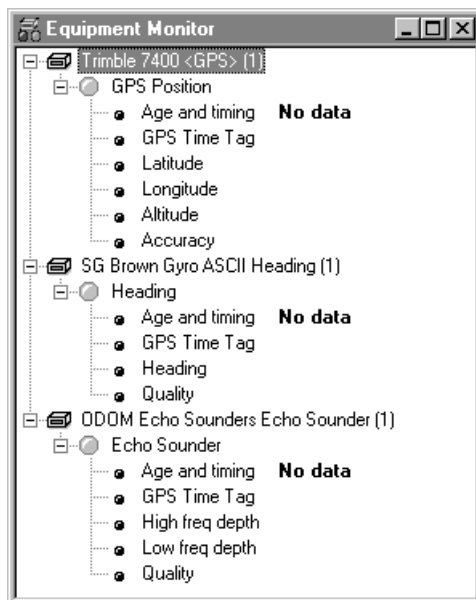 Equipment Monitor
Trimble 7400 <GPS> (1)
GPS Position
Age and timing No data
GPS Time Tag
Latitude
Longitude
Altitude
Accuracy
SG Brown Gyro ASCII Heading (1)
Heading
Age and timing No data
GPS Time Tag
Heading
Quality
ODOM Echo Sounders Echo Sounder (1)
Echo Sounder
Age and timing No data
GPS Time Tag
High freq depth
Low freq depth
Quality